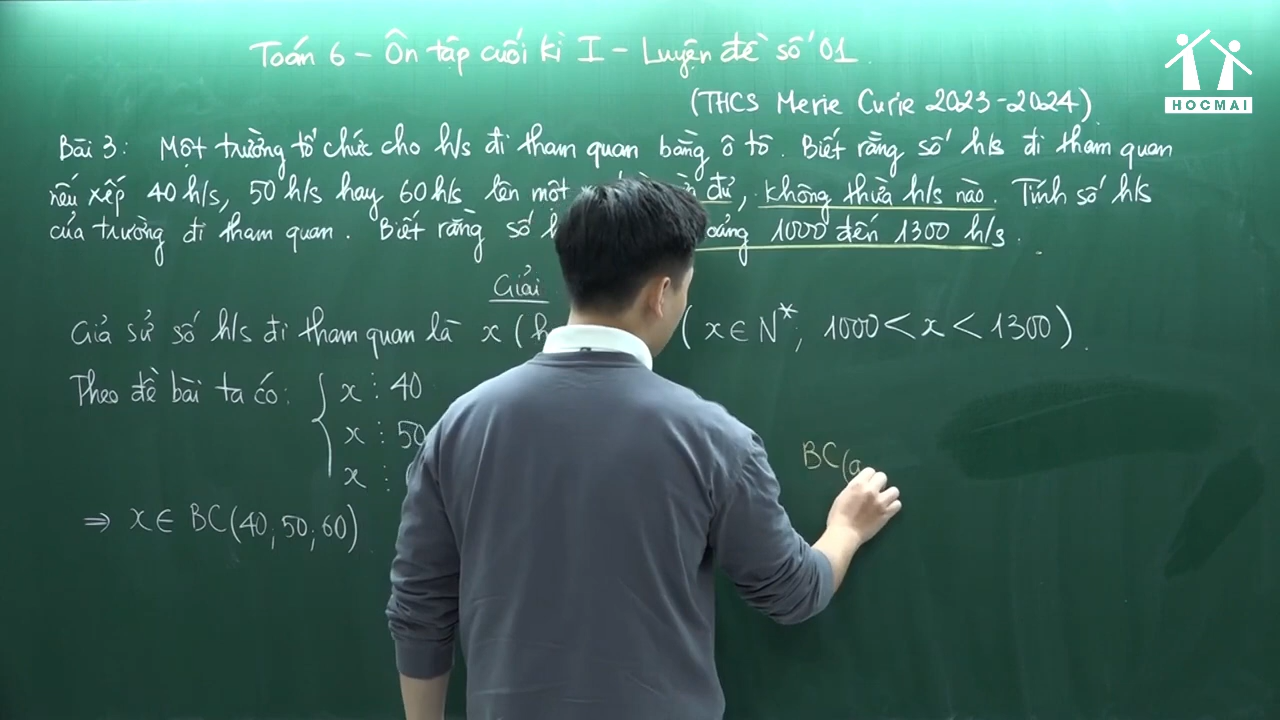 Toán 6 - Ôn tập cuối kì I - Luyện đề số 01
HOCMAI
(THCS Merie Curie 2023-2024)
Bài 3: Một trường tổ chức cho h/s đi tham quan bằng ô tô. Biết rằng số h/s đi tham quan
nếu xếp 40 h/s, 50 h/s hay 60 h/s lên một đủ, không thừa h/s nào. Tính số h/s
của trường đi tham quan. Biết rằng số 1000 đến 1300 h/s.
Giải
Giả sử số h/s đi tham quan là x (h (x ∈ N*; 1000 < x < 1300).
Theo đề bài ta có: { x ⋮ 40
x ⋮ 50
x ⋮
BC(a
⇒ x ∈ BC(40; 50; 60)